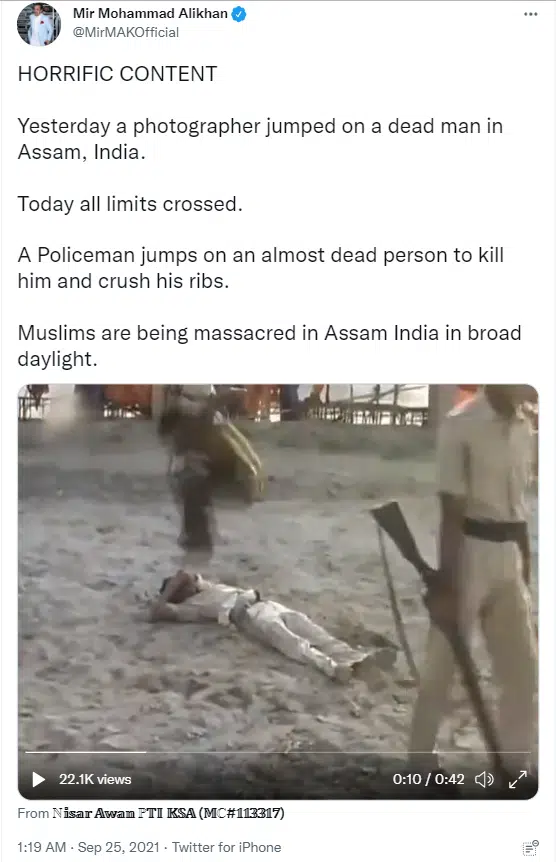 Mir Mohammad Alikhan
@MirMAKOfficial
HORRIFIC CONTENT
Yesterday a photographer jumped on a dead man in
Assam, India.
Today all limits crossed.
A Policeman jumps on an almost dead person to kill
him and crush his ribs.
Muslims are being massacred in Assam India in broad
daylight.
22.1K views
0:10 / 0:42
From ℕisar Awan ℙTI KSA (MC#113317)
1:19 AM · Sep 25, 2021 · Twitter for iPhone